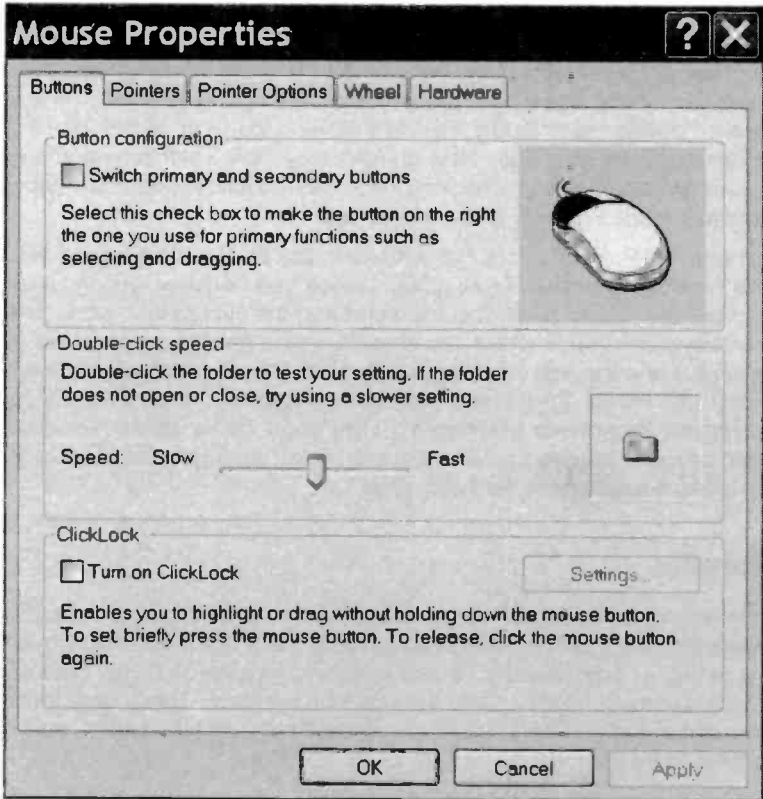 Mouse Properties ? X
Buttons Pointers Pointer Options Wheel Hardware
Button configuration
Switch primary and secondary buttons
Select this check box to make the button on the right
the one you use for primary functions such as
selecting and dragging.
Double-click speed
Double-click the folder to test your setting. If the folder
does not open or close, try using a slower setting.
Speed: Slow Fast
ClickLock
Turn on ClickLock
Settings...
Enables you to highlight or drag without holding down the mouse button.
To set, briefly press the mouse button. To release, click the mouse button
again.
OK Cancel Apply